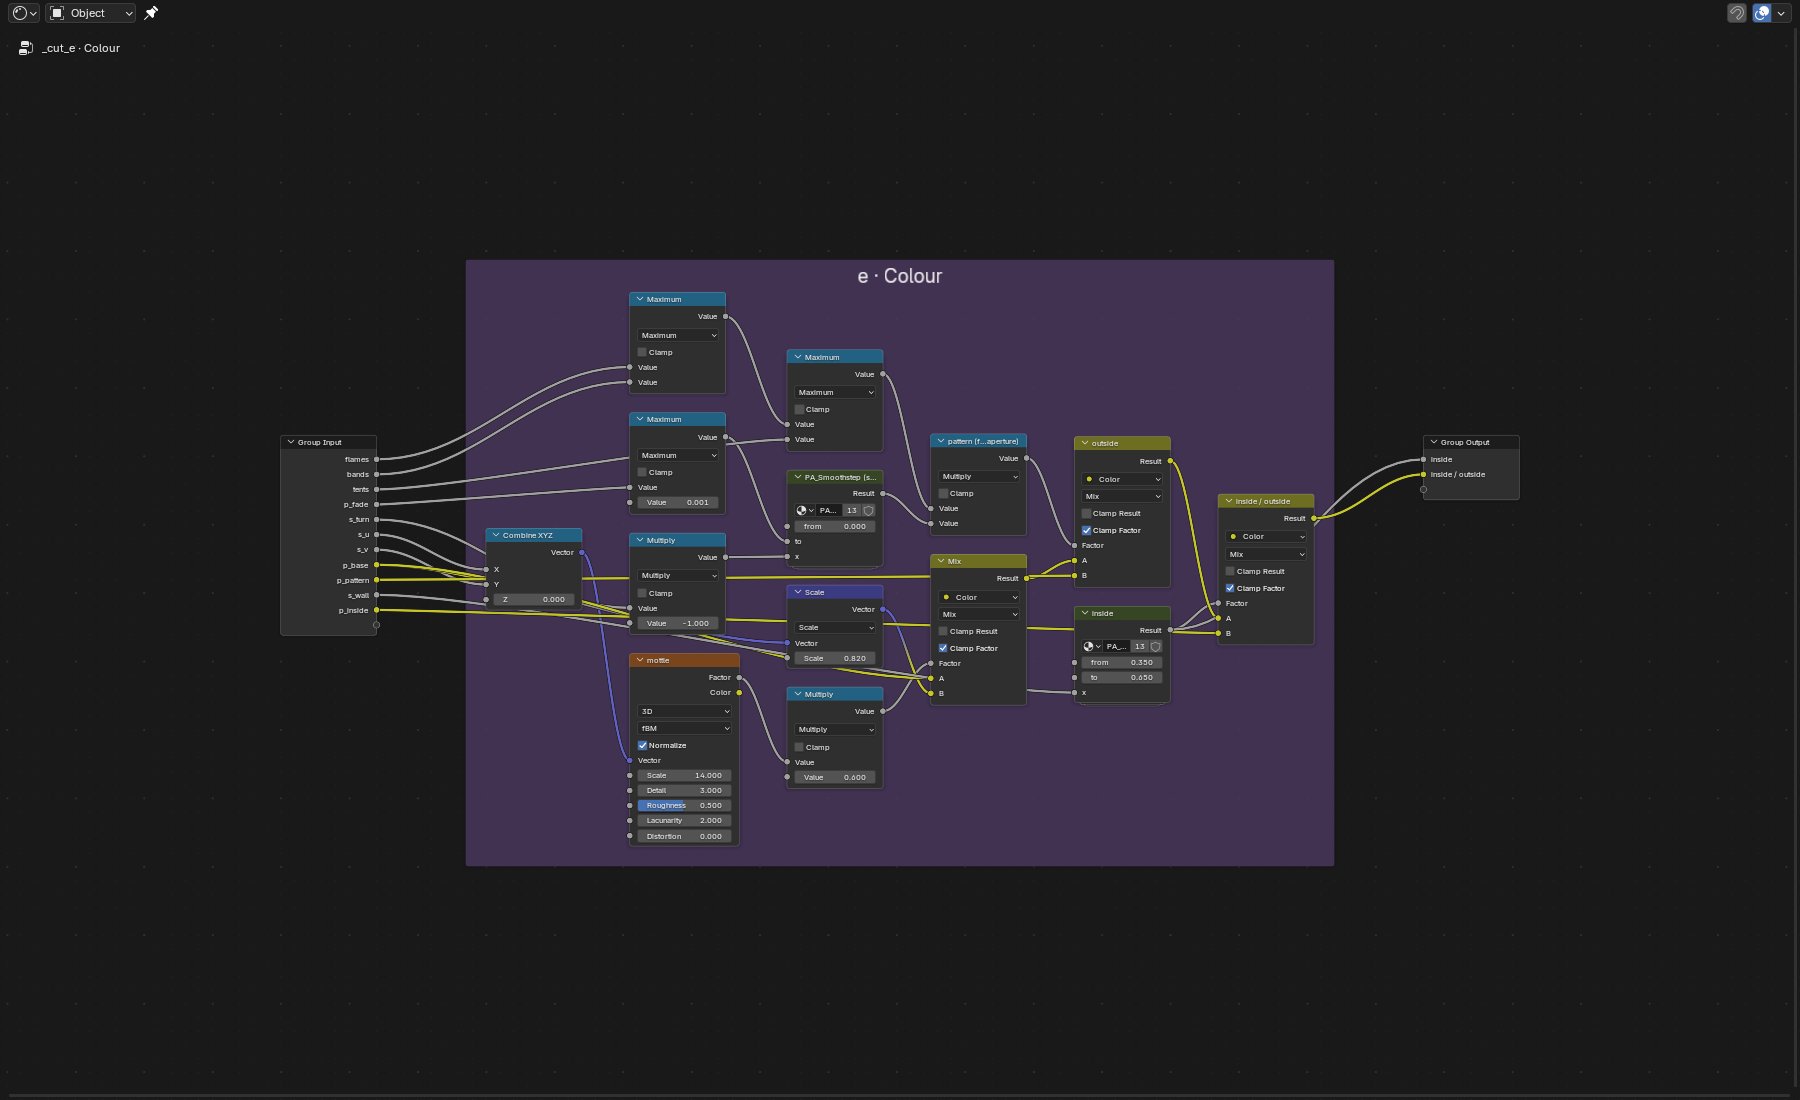 Object
_cut_e · Colour
e · Colour
Group Input
flames
bands
tents
p_fade
s_turn
s_u
s_v
p_base
p_pattern
s_wall
p_inside
Combine XYZ
Vector
X
Y
Z 0.000
Maximum
Value
Maximum
Clamp
Value
Value
Maximum
Value
Maximum
Clamp
Value
Value 0.001
Multiply
Value
Multiply
Clamp
Value
Value -1.000
mottle
Factor
Color
3D
fBM
Normalize
Vector
Scale 14.000
Detail 3.000
Roughness 0.500
Lacunarity 2.000
Distortion 0.000
Maximum
Value
Maximum
Clamp
Value
Value
PA_Smoothstep (s...
Result
PA... 13
from 0.000
to
x
Scale
Vector
Scale
Vector
Scale 0.820
Multiply
Value
Multiply
Clamp
Value
Value 0.600
pattern (f...aperture)
Value
Multiply
Clamp
Value
Value
Mix
Result
Color
Mix
Clamp Result
Clamp Factor
Factor
A
B
outside
Result
Color
Mix
Clamp Result
Clamp Factor
Factor
A
B
inside
Result
PA_... 13
from 0.350
to 0.650
x
inside / outside
Result
Color
Mix
Clamp Result
Clamp Factor
Factor
A
B
Group Output
inside
inside / outside